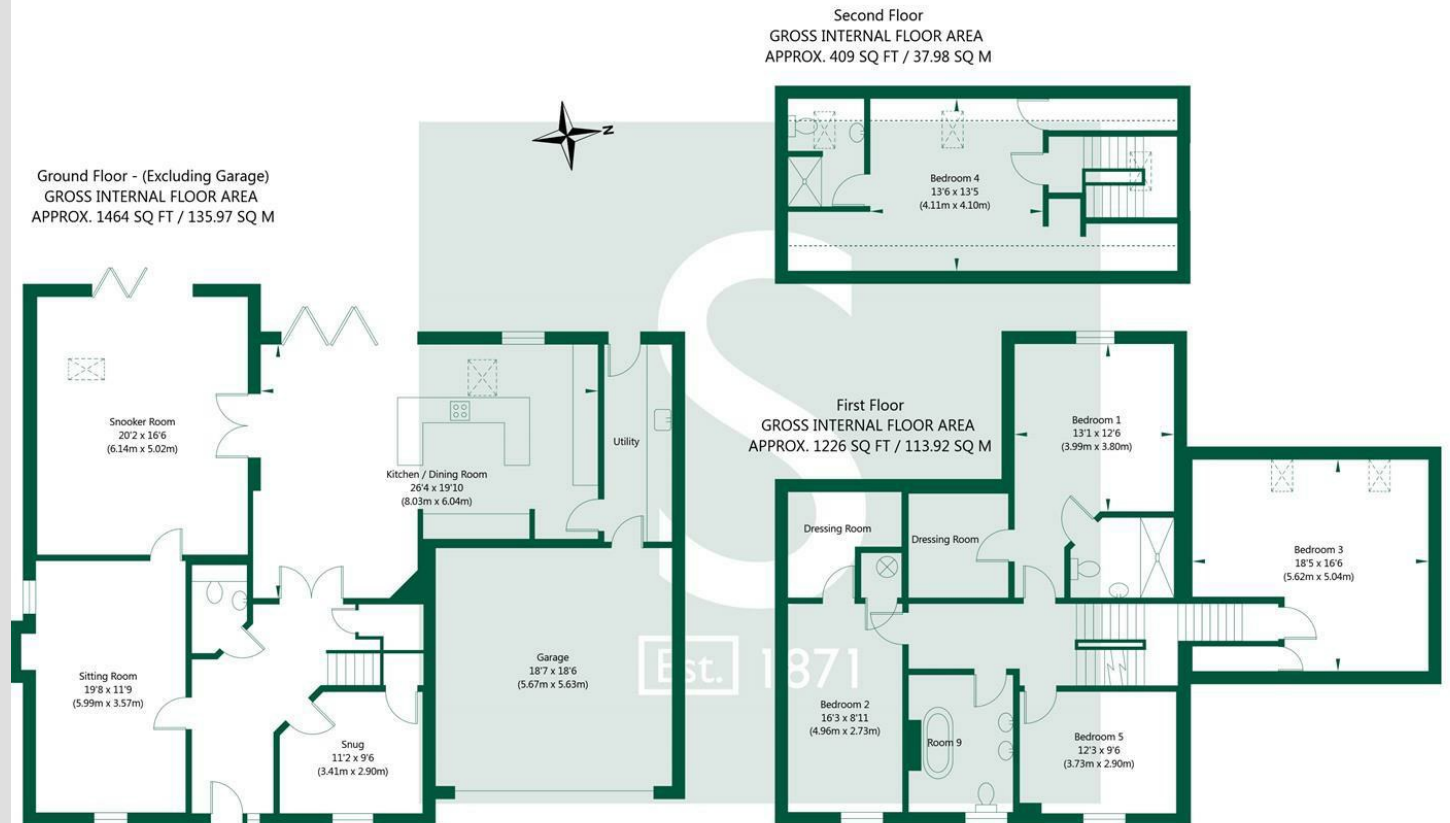 Second Floor
GROSS INTERNAL FLOOR AREA
APPROX. 409 SQ FT / 37.98 SQ M
N
Ground Floor - (Excluding Garage)
GROSS INTERNAL FLOOR AREA
APPROX. 1464 SQ FT / 135.97 SQ M
Bedroom 4
13'6 x 13'5
(4.11m x 4.10m)
Snooker Room
20'2 x 16'6
(6.14m x 5.02m)
Utility
Kitchen / Dining Room
26'4 x 19'10
(8.03m x 6.04m)
S
First Floor
GROSS INTERNAL FLOOR AREA
APPROX. 1226 SQ FT / 113.92 SQ M
Bedroom 1
13'1 x 12'6
(3.99m x 3.80m)
Dressing Room
Dressing Room
Bedroom 3
18'5 x 16'6
(5.62m x 5.04m)
Sitting Room
19'8 x 11'9
(5.99m x 3.57m)
Garage
18'7 x 18'6
(5.67m x 5.63m)
Est. 1871
Snug
11'2 x 9'6
(3.41m x 2.90m)
Bedroom 2
16'3 x 8'11
(4.96m x 2.73m)
Room 9
Bedroom 5
12'3 x 9'6
(3.73m x 2.90m)